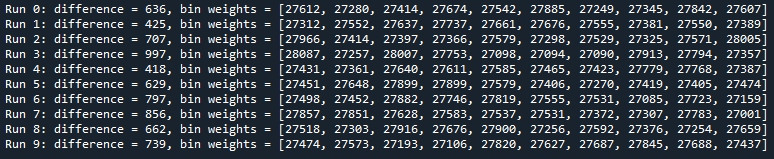 Run 0: difference = 636, bin weights = [27612, 27280, 27414, 27674, 27542, 27885, 27249, 27345, 27842, 27607]
Run 1: difference = 425, bin weights = [27312, 27552, 27637, 27737, 27661, 27676, 27555, 27381, 27550, 27389]
Run 2: difference = 707, bin weights = [27966, 27414, 27397, 27366, 27579, 27298, 27529, 27325, 27571, 28005]
Run 3: difference = 997, bin weights = [28087, 27257, 28007, 27753, 27098, 27094, 27090, 27913, 27794, 27357]
Run 4: difference = 418, bin weights = [27431, 27361, 27640, 27611, 27585, 27465, 27423, 27779, 27768, 27387]
Run 5: difference = 629, bin weights = [27451, 27648, 27899, 27899, 27579, 27406, 27270, 27419, 27405, 27474]
Run 6: difference = 797, bin weights = [27498, 27452, 27882, 27746, 27819, 27555, 27531, 27085, 27723, 27159]
Run 7: difference = 856, bin weights = [27857, 27851, 27628, 27583, 27537, 27531, 27372, 27307, 27783, 27001]
Run 8: difference = 662, bin weights = [27518, 27303, 27916, 27676, 27900, 27256, 27592, 27376, 27254, 27659]
Run 9: difference = 739, bin weights = [27474, 27573, 27193, 27106, 27820, 27627, 27687, 27845, 27688, 27437]